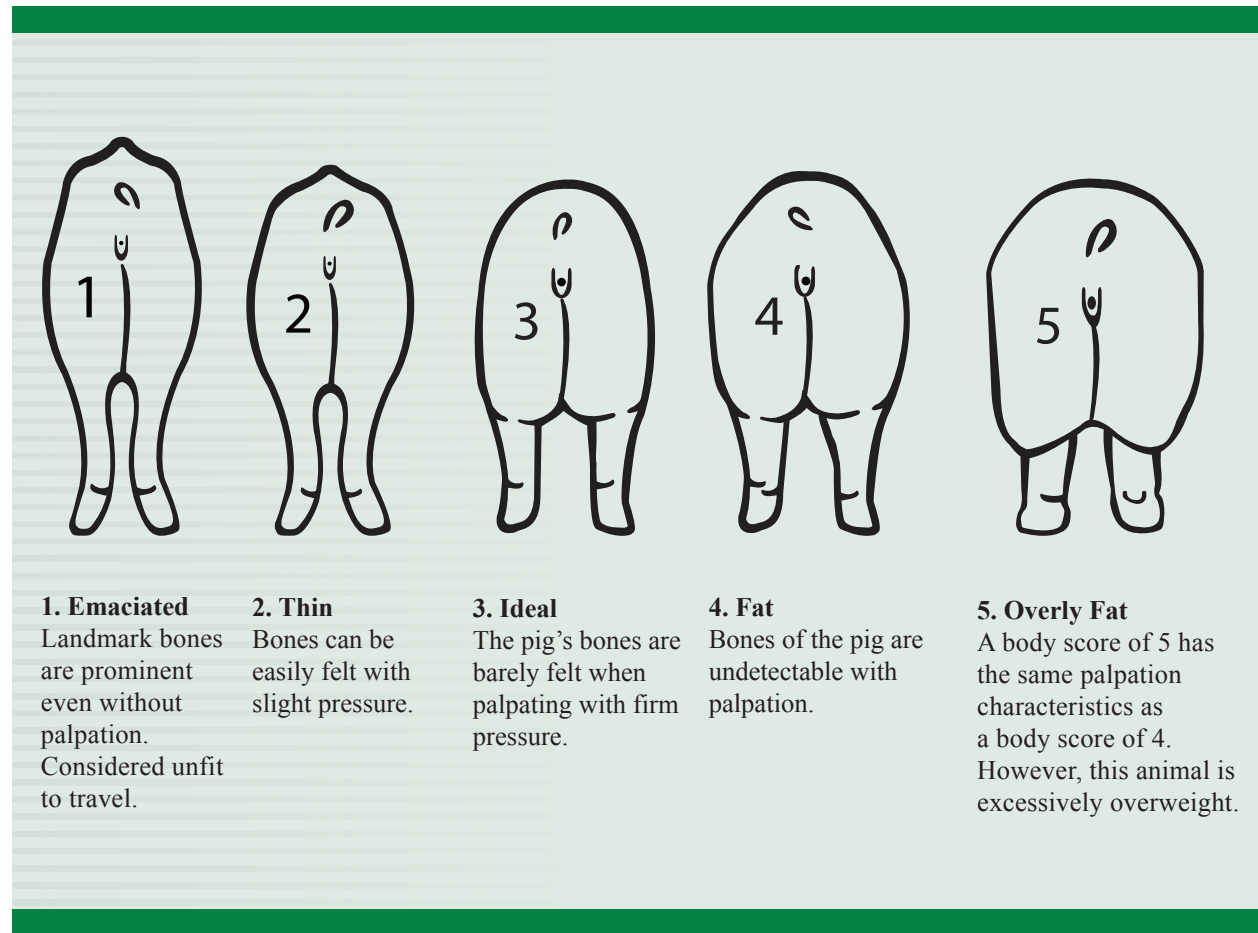 1
2
3
4
5
1. Emaciated
Landmark bones
are prominent
even without
palpation.
Considered unfit
to travel.
2. Thin
Bones can be
easily felt with
slight pressure.
3. Ideal
The pig’s bones are
barely felt when
palpating with firm
pressure.
4. Fat
Bones of the pig are
undetectable with
palpation.
5. Overly Fat
A body score of 5 has
the same palpation
characteristics as
a body score of 4.
However, this animal is
excessively overweight.